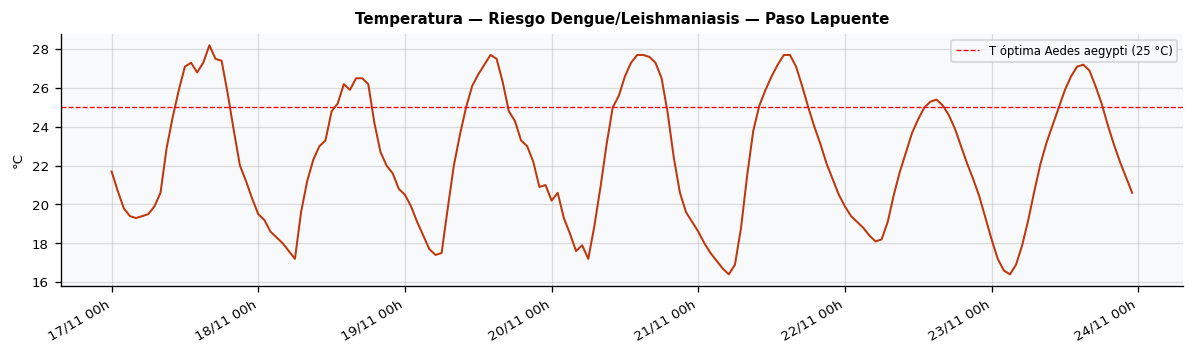 Temperatura — Riesgo Dengue/Leishmaniasis — Paso Lapuente
T óptima Aedes aegypti (25 °C)
°C
28
26
24
22
20
18
16
17/11 00h
18/11 00h
19/11 00h
20/11 00h
21/11 00h
22/11 00h
23/11 00h
24/11 00h